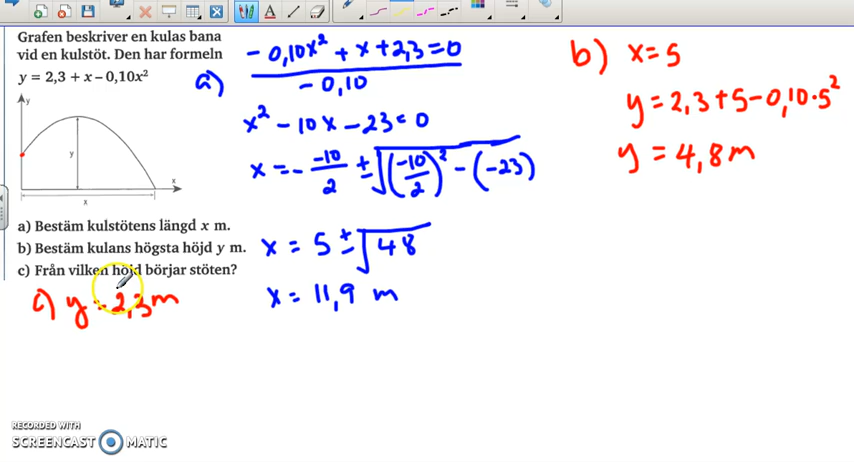 Grafen beskriver en kulas bana
vid en kulstöt. Den har formeln
y = 2,3 + x – 0,10x²
y
y
x
x
a) Bestäm kulstötens längd x m.
b) Bestäm kulans högsta höjd y m.
c) Från vilken höjd börjar stöten?
c) y = 2,3 m
a) (-0,10x² + x + 2,3 = 0) / (-0,10)
x² - 10x - 23 = 0
x = - -10/2 ± √((-10/2)² - (-23))
x = 5 ± √48
x = 11,9 m
b) x = 5
y = 2,3 + 5 - 0,10 · 5²
y = 4,8 m
RECORDED WITH
SCREENCAST MATIC